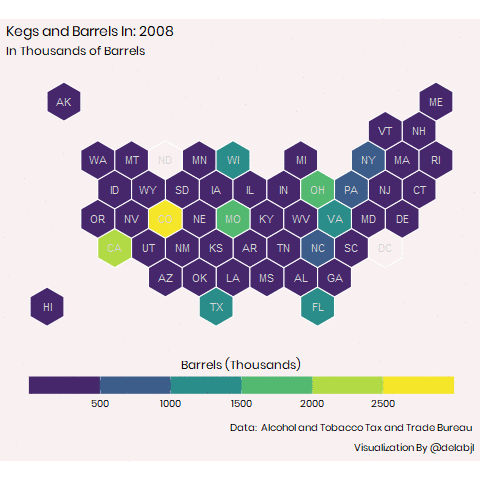 Kegs and Barrels In: 2008
In Thousands of Barrels
AK ME
VT NH
WA MT ND MN WI MI NY MA RI
ID WY SD IA IL IN OH PA NJ CT
OR NV CO NE MO KY WV VA MD DE
CA UT NM KS AR TN NC SC DC
AZ OK LA MS AL GA
HI TX FL
Barrels (Thousands)
500 1000 1500 2000 2500
Data: Alcohol and Tobacco Tax and Trade Bureau
Visualization By @delabjl